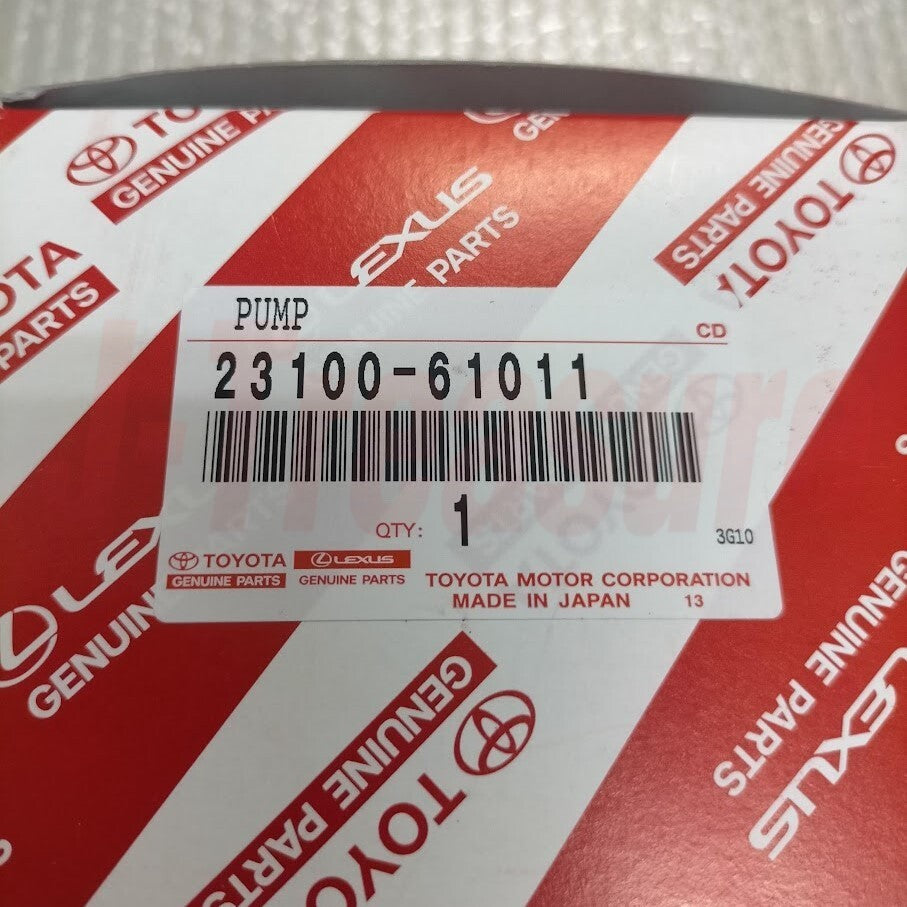 TOYOTA
GENUINE PARTS
LEXUS
GENUINE PARTS
TOYOTA
GENUINE PARTS
PUMP
CD
23100-61011
QTY: 1
3G10
TOYOTA
GENUINE PARTS
LEXUS
GENUINE PARTS
TOYOTA MOTOR CORPORATION
MADE IN JAPAN 13
LEXUS
GENUINE PARTS
TOYOTA
GENUINE PARTS
LEXUS
GENUINE PARTS